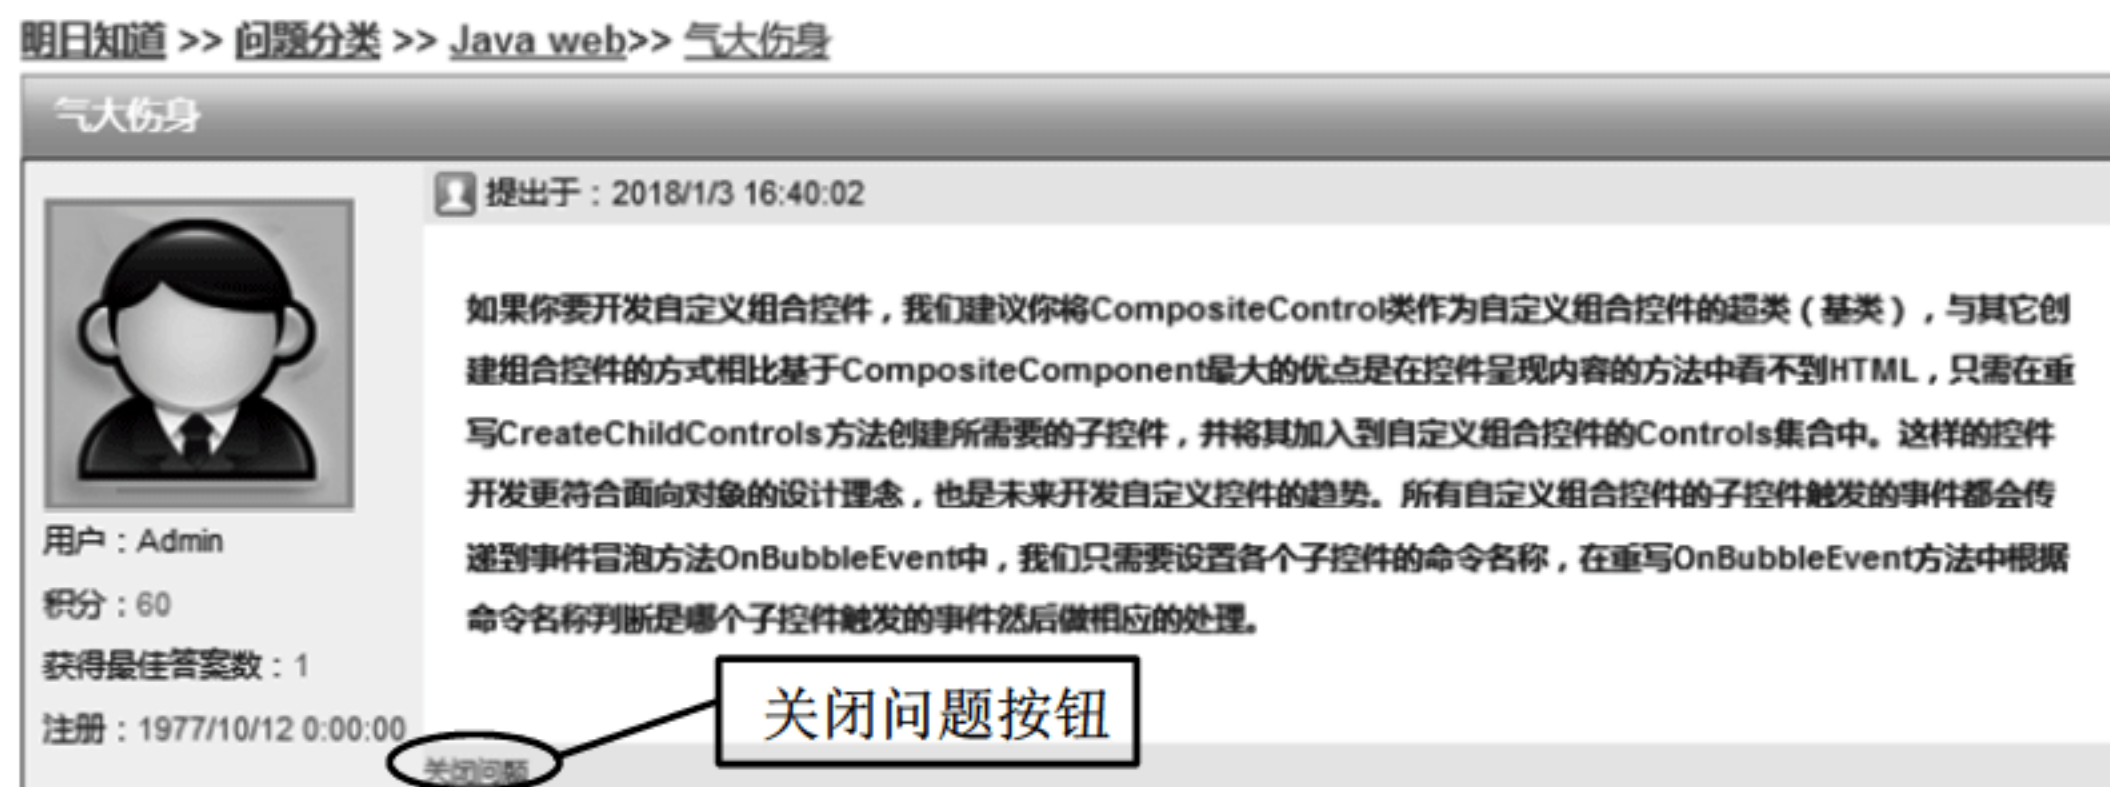 明日知道 >> 问题分类 >> Java web>> 气大伤身
气大伤身
提出于：2018/1/3 16:40:02
如果你要开发自定义组合控件，我们建议你将CompositeControl类作为自定义组合控件的超类（基类），与其它创
建组合控件的方式相比基于CompositeComponent最大的优点是在控件呈现内容的方法中看不到HTML，只需在重
写CreateChildControls方法创建所需要的子控件，并将其加入到自定义组合控件的Controls集合中。这样的控件
开发更符合面向对象的设计理念，也是未来开发自定义控件的趋势。所有自定义组合控件的子控件触发的事件都会传
递到事件冒泡方法OnBubbleEvent中，我们只需要设置各个子控件的命令名称，在重写OnBubbleEvent方法中根据
命令名称判断是哪个子控件触发的事件然后做相应的处理。
用户：Admin
积分：60
获得最佳答案数：1
注册：1977/10/12 0:00:00
关闭问题按钮
关闭问题